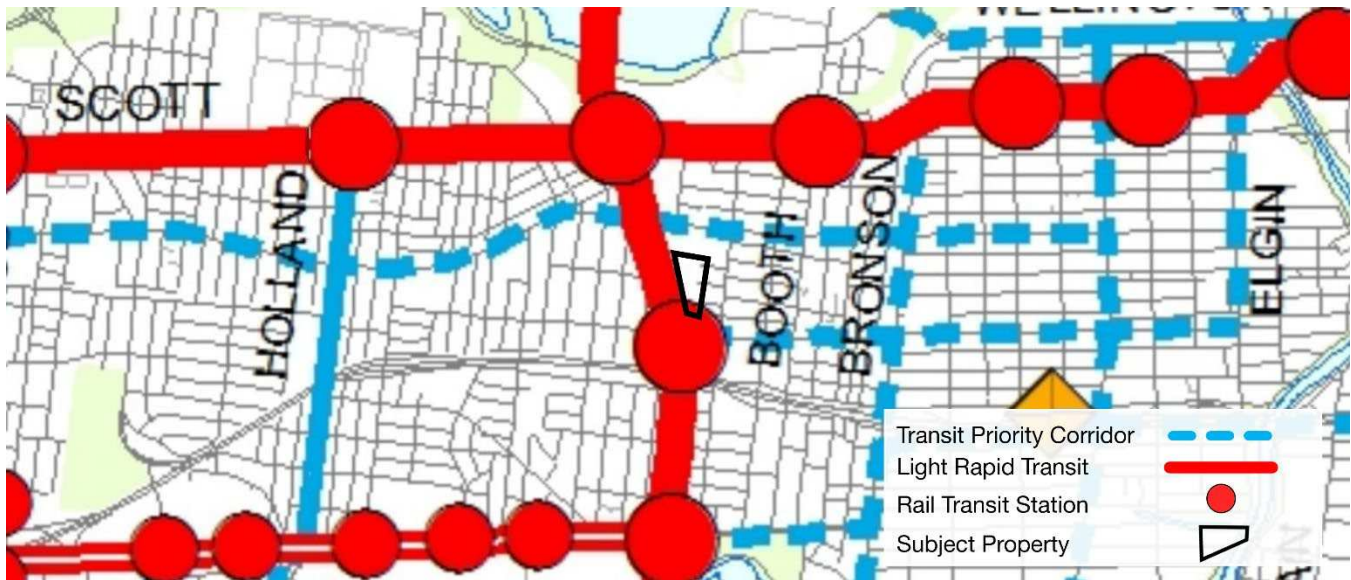 SCOTT
HOLLAND
BOOTH
BRONSON
ELGIN
Transit Priority Corridor
Light Rapid Transit
Rail Transit Station
Subject Property